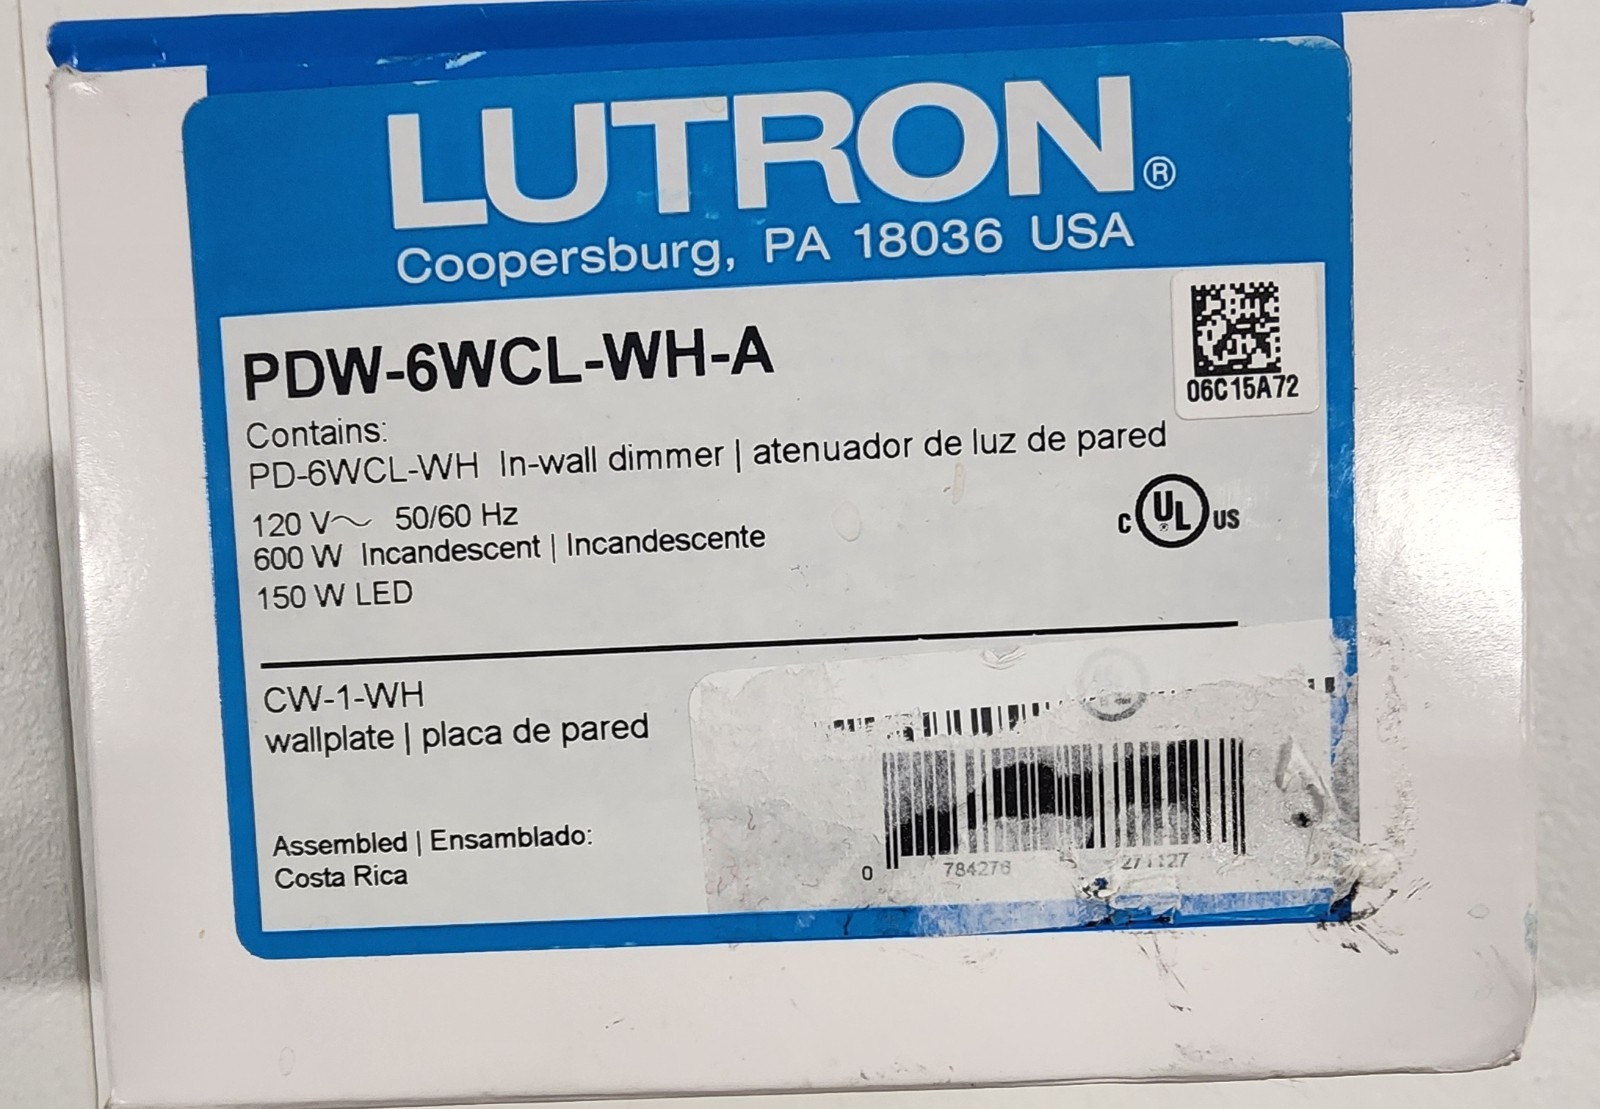 LUTRON®
Coopersburg, PA 18036 USA
PDW-6WCL-WH-A
06C15A72
Contains:
PD-6WCL-WH In-wall dimmer | atenuador de luz de pared
120 V~ 50/60 Hz
600 W Incandescent | Incandescente
150 W LED
C UL US
CW-1-WH
wallplate | placa de pared
Assembled | Ensamblado:
Costa Rica
0 784276 271127